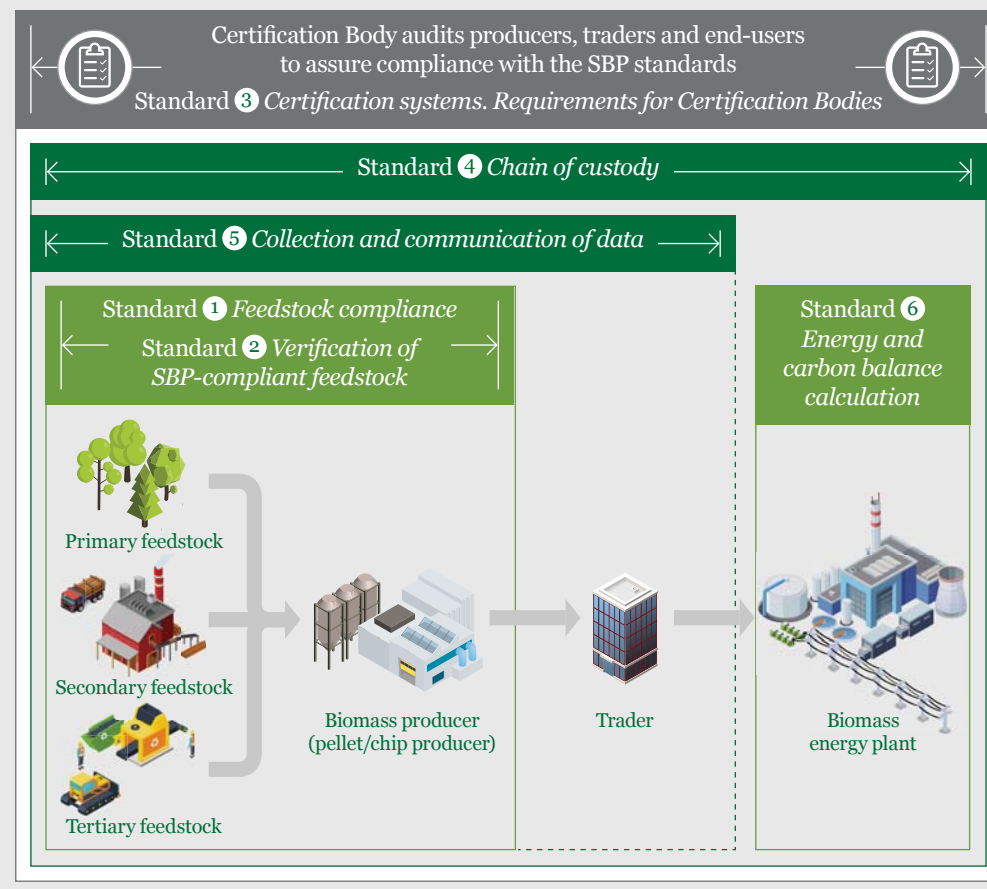 Certification Body audits producers, traders and end-users
to assure compliance with the SBP standards
Standard 3 Certification systems. Requirements for Certification Bodies
Standard 4 Chain of custody
Standard 5 Collection and communication of data
Standard 1 Feedstock compliance
Standard 2 Verification of
SBP-compliant feedstock
Standard 6
Energy and
carbon balance
calculation
Primary feedstock
Secondary feedstock
Tertiary feedstock
Biomass producer
(pellet/chip producer)
Trader
Biomass
energy plant